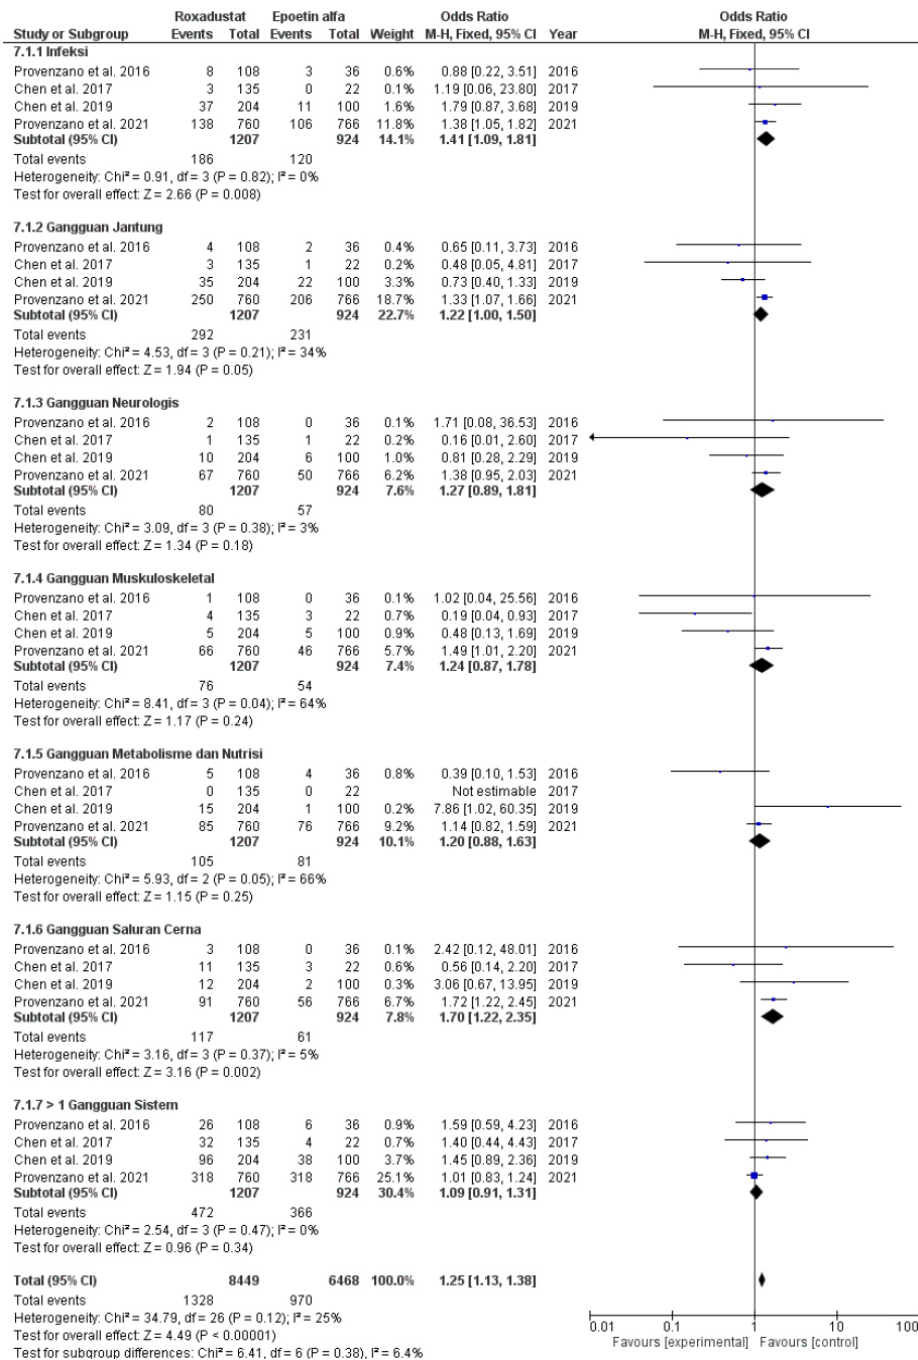 Roxadustat Epoetin alfa Odds Ratio Odds Ratio
Study or Subgroup Events Total Events Total Weight M-H, Fixed, 95% CI Year M-H, Fixed, 95% CI
7.1.1 Infeksi
Provenzano et al. 2016 8 108 3 36 0.6% 0.88 [0.22, 3.51] 2016
Chen et al. 2017 3 135 0 22 0.1% 1.19 [0.06, 23.80] 2017
Chen et al. 2019 37 204 11 100 1.6% 1.79 [0.87, 3.68] 2019
Provenzano et al. 2021 138 760 106 766 11.8% 1.38 [1.05, 1.82] 2021
Subtotal (95% CI) 1207 924 14.1% 1.41 [1.09, 1.81]
Total events 186 120
Heterogeneity: Chi² = 0.91, df = 3 (P = 0.82); I² = 0%
Test for overall effect: Z = 2.66 (P = 0.008)
7.1.2 Gangguan Jantung
Provenzano et al. 2016 4 108 2 36 0.4% 0.65 [0.11, 3.73] 2016
Chen et al. 2017 3 135 1 22 0.2% 0.48 [0.05, 4.81] 2017
Chen et al. 2019 35 204 22 100 3.3% 0.73 [0.40, 1.33] 2019
Provenzano et al. 2021 250 760 206 766 18.7% 1.33 [1.07, 1.66] 2021
Subtotal (95% CI) 1207 924 22.7% 1.22 [1.00, 1.50]
Total events 292 231
Heterogeneity: Chi² = 4.53, df = 3 (P = 0.21); I² = 34%
Test for overall effect: Z = 1.94 (P = 0.05)
7.1.3 Gangguan Neurologis
Provenzano et al. 2016 2 108 0 36 0.1% 1.71 [0.08, 36.53] 2016
Chen et al. 2017 1 135 1 22 0.2% 0.16 [0.01, 2.60] 2017
Chen et al. 2019 10 204 6 100 1.0% 0.81 [0.28, 2.29] 2019
Provenzano et al. 2021 67 760 50 766 6.2% 1.38 [0.95, 2.03] 2021
Subtotal (95% CI) 1207 924 7.6% 1.27 [0.89, 1.81]
Total events 80 57
Heterogeneity: Chi² = 3.09, df = 3 (P = 0.38); I² = 3%
Test for overall effect: Z = 1.34 (P = 0.18)
7.1.4 Gangguan Muskuloskeletal
Provenzano et al. 2016 1 108 0 36 0.1% 1.02 [0.04, 25.56] 2016
Chen et al. 2017 4 135 3 22 0.7% 0.19 [0.04, 0.93] 2017
Chen et al. 2019 5 204 5 100 0.9% 0.48 [0.13, 1.69] 2019
Provenzano et al. 2021 66 760 46 766 5.7% 1.49 [1.01, 2.20] 2021
Subtotal (95% CI) 1207 924 7.4% 1.24 [0.87, 1.78]
Total events 76 54
Heterogeneity: Chi² = 8.41, df = 3 (P = 0.04); I² = 64%
Test for overall effect: Z = 1.17 (P = 0.24)
7.1.5 Gangguan Metabolisme dan Nutrisi
Provenzano et al. 2016 5 108 4 36 0.8% 0.39 [0.10, 1.53] 2016
Chen et al. 2017 0 135 0 22 Not estimable 2017
Chen et al. 2019 15 204 1 100 0.2% 7.86 [1.02, 60.35] 2019
Provenzano et al. 2021 85 760 76 766 9.2% 1.14 [0.82, 1.59] 2021
Subtotal (95% CI) 1207 924 10.1% 1.20 [0.88, 1.63]
Total events 105 81
Heterogeneity: Chi² = 5.93, df = 2 (P = 0.05); I² = 66%
Test for overall effect: Z = 1.15 (P = 0.25)
7.1.6 Gangguan Saluran Cerna
Provenzano et al. 2016 3 108 0 36 0.1% 2.42 [0.12, 48.01] 2016
Chen et al. 2017 11 135 3 22 0.6% 0.56 [0.14, 2.20] 2017
Chen et al. 2019 12 204 2 100 0.3% 3.06 [0.67, 13.95] 2019
Provenzano et al. 2021 91 760 56 766 6.7% 1.72 [1.22, 2.45] 2021
Subtotal (95% CI) 1207 924 7.8% 1.70 [1.22, 2.35]
Total events 117 61
Heterogeneity: Chi² = 3.16, df = 3 (P = 0.37); I² = 5%
Test for overall effect: Z = 3.16 (P = 0.002)
7.1.7 > 1 Gangguan Sistem
Provenzano et al. 2016 26 108 6 36 0.9% 1.59 [0.59, 4.23] 2016
Chen et al. 2017 32 135 4 22 0.7% 1.40 [0.44, 4.43] 2017
Chen et al. 2019 96 204 38 100 3.7% 1.45 [0.89, 2.36] 2019
Provenzano et al. 2021 318 760 318 766 25.1% 1.01 [0.83, 1.24] 2021
Subtotal (95% CI) 1207 924 30.4% 1.09 [0.91, 1.31]
Total events 472 366
Heterogeneity: Chi² = 2.54, df = 3 (P = 0.47); I² = 0%
Test for overall effect: Z = 0.96 (P = 0.34)
Total (95% CI) 8449 6468 100.0% 1.25 [1.13, 1.38]
Total events 1328 970
Heterogeneity: Chi² = 34.79, df = 26 (P = 0.12); I² = 25%
Test for overall effect: Z = 4.49 (P < 0.00001)
Test for subgroup differences: Chi² = 6.41, df = 6 (P = 0.38), I² = 6.4%
0.01 0.1 1 10 100
Favours [experimental] Favours [control]